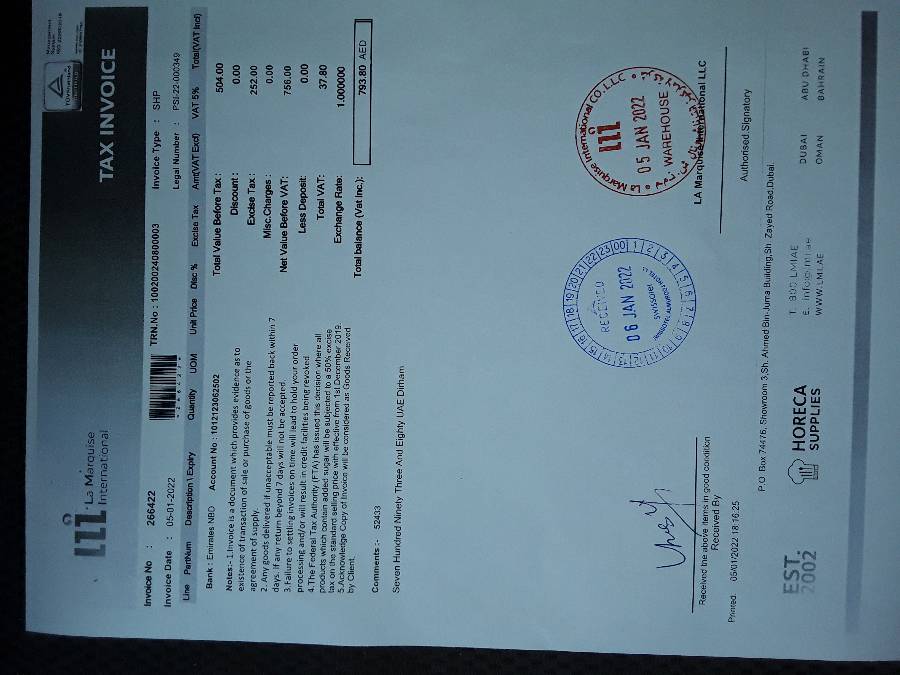 La Marquise
International
TAX INVOICE
Invoice No : 266422
TRN.No : 100200240800003
Invoice Type : SHP
Invoice Date : 05-01-2022
Legal Number : PSI-22-000349
Line PartNum Description \ Expiry Quantity UOM Unit Price Disc % Excise Tax Amt(VAT Excl) VAT 5% Total(VAT Incl)
Bank : Emirates NBD Account No : 1012123062502
Notes:- 1.Invoice is a document which provides evidence as to
existence of transaction of sale or purchase of goods or the
agreement of supply.
2. Any goods delivered if unacceptable must be reported back within 7
days. if any return beyond 7 days will not be accepted.
3.Failure to settling invoices on time will lead to hold your order
processing and/or will result in credit facilities being revoked.
4.The Federal Tax Authority (FTA) has issued this decision where all
products which contain added sugar will be subjected to a 50% excise
tax on the standard selling price with effective from 1st December 2019.
5.Acknowledge Copy of Invoice will be considered as Goods Received
by Client.
Total Value Before Tax : 504.00
Discount : 0.00
Excise Tax : 252.00
Misc.Charges : 0.00
Net Value Before VAT: 756.00
Less Deposit: 0.00
Total VAT: 37.80
Exchange Rate: 1.000000
Total balance (Vat Inc.): 793.80 AED
Comments :- 52433
Seven Hundred Ninety Three And Eighty UAE Dirham
RECEIVED
06 JAN 2022
swissotel
La Marquise International CO. LLC
05 JAN 2022
WAREHOUSE
LA Marquise International LLC
Received the above items in good condition
Received By
Authorised Signatory
Printed: 05/01/2022 18:16:25
P.O Box 74476, Showroom 3,Sh. Ahmed Bin Juma Building,Sh. Zayed Road,Dubai.
EST.
2002
HORECA
SUPPLIES
T. 800 LMIAE
WWW.LMI.AE
DUBAI ABU DHABI
OMAN BAHRAIN